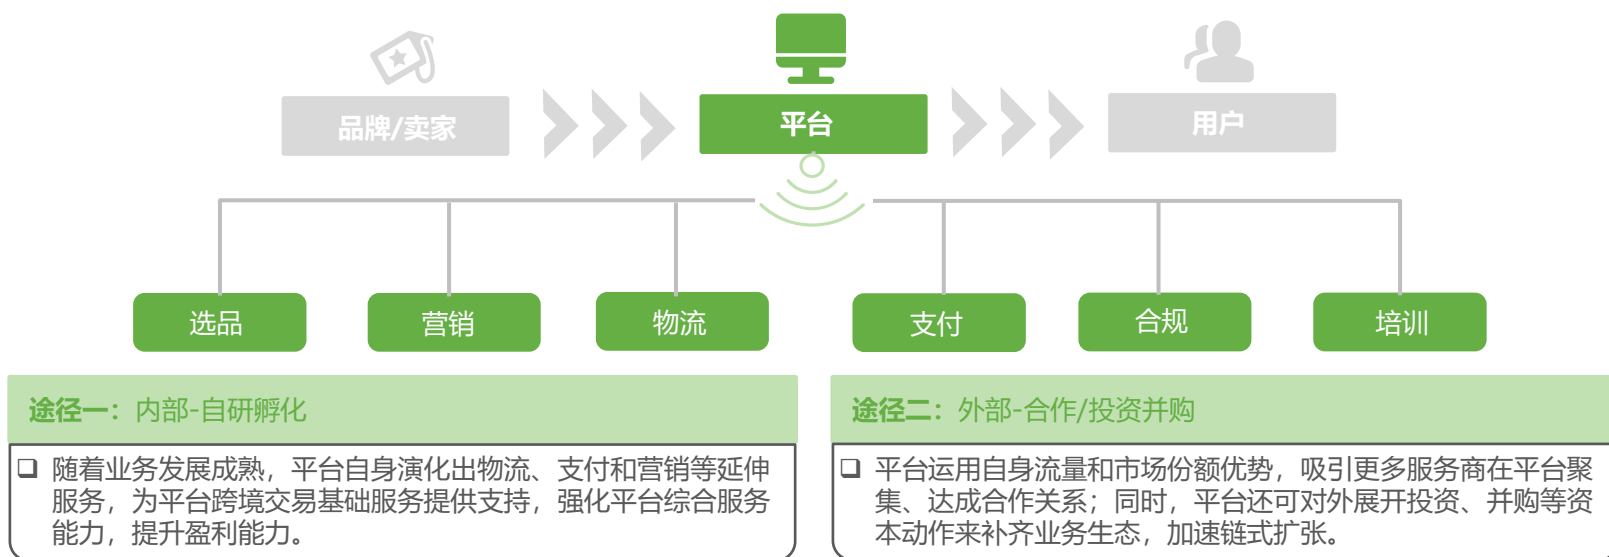 品牌/卖家
平台
用户
选品
营销
物流
支付
合规
培训
途径一：内部-自研孵化
随着业务发展成熟，平台自身演化出物流、支付和营销等延伸
服务，为平台跨境交易基础服务提供支持，强化平台综合服务
能力，提升盈利能力。
途径二：外部-合作/投资并购
平台运用自身流量和市场份额优势，吸引更多服务商在平台聚
集、达成合作关系；同时，平台还可对外展开投资、并购等资
本动作来补齐业务生态，加速链式扩张。